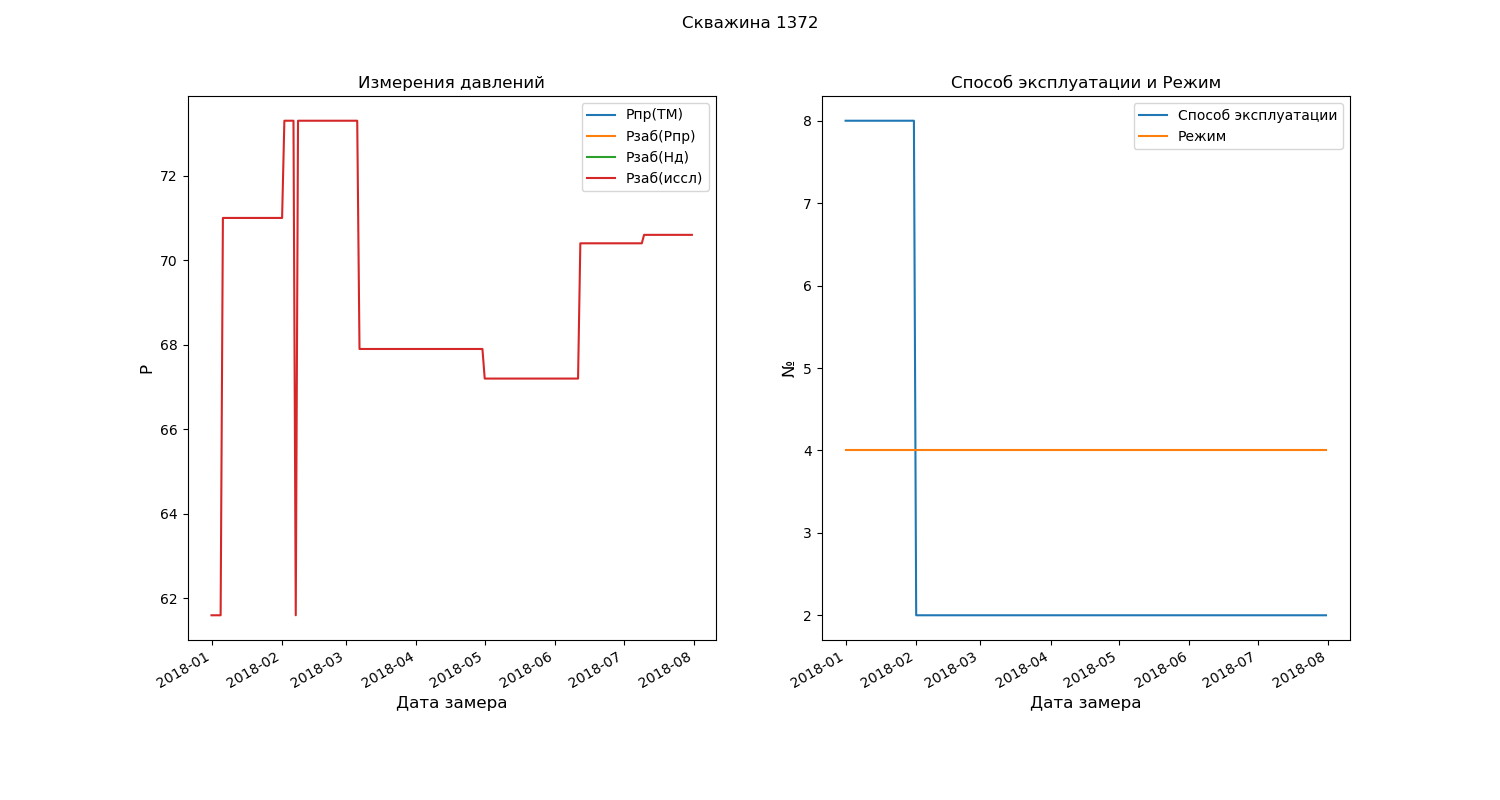 Скважина 1372
Измерения давлений
Рпр(ТМ)
Рзаб(Рпр)
Рзаб(Нд)
Рзаб(иссл)
72
70
68
66
64
62
P
2018-01
2018-02
2018-03
2018-04
2018-05
2018-06
2018-07
2018-08
Дата замера
Способ эксплуатации и Режим
Способ эксплуатации
Режим
8
7
6
5
4
3
2
№
2018-01
2018-02
2018-03
2018-04
2018-05
2018-06
2018-07
2018-08
Дата замера